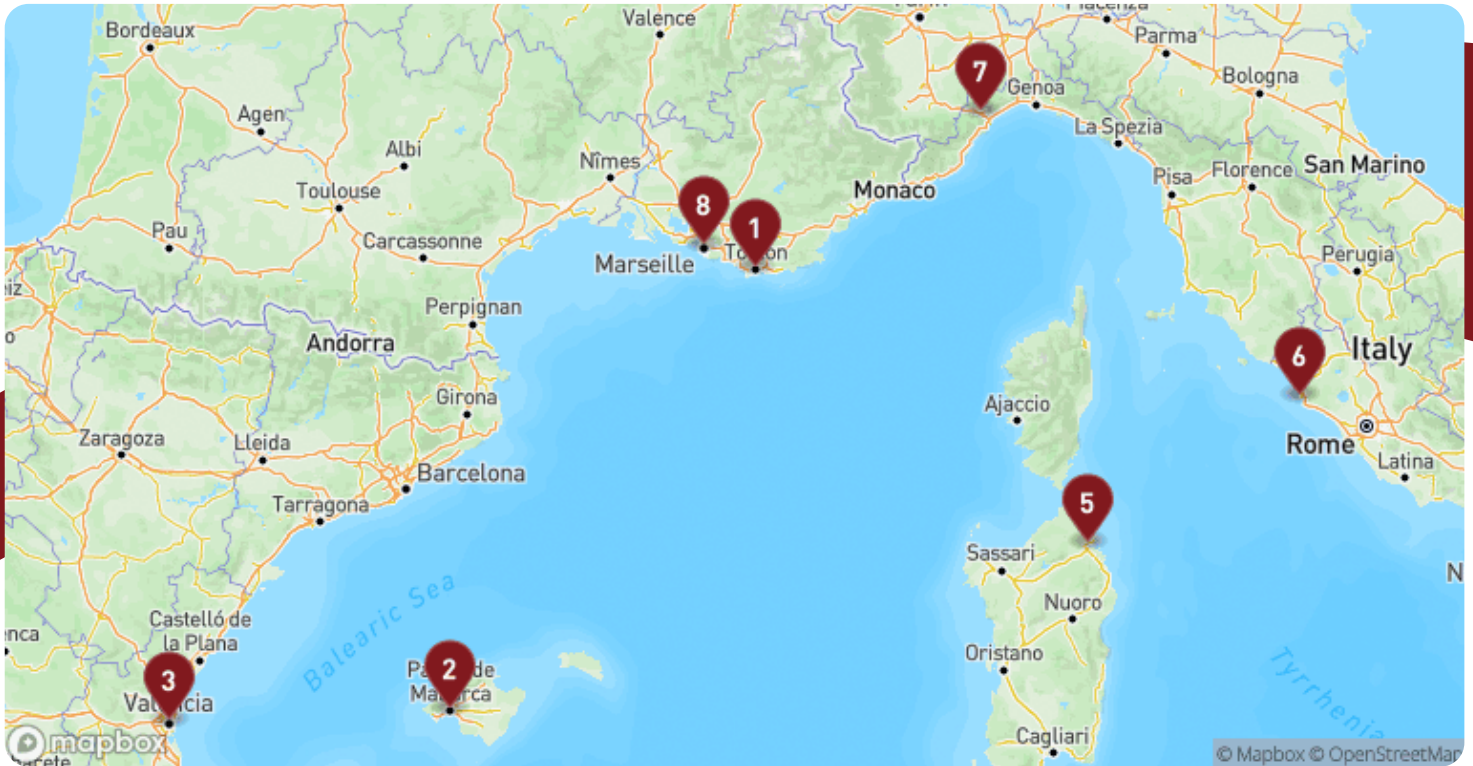 Valence
Piacenza
Bordeaux
Parma
7
Bologna
Genoa
Agen
La Spezia
Albi
Nîmes
San Marino
Florence
Pisa
Toulouse
Monaco
8
1
Pau
Carcassonne
Perugia
Marseille
Perpignan
Andorra
Italy
6
Girona
Ajaccio
Zaragoza
Lleida
Rome
Barcelona
Latina
Tarragona
5
Sassari
Balearic Sea
Nuoro
Castelló de
la Plana
Oristano
2
3
Cagliari
mapbox
© Mapbox © OpenStreetMap